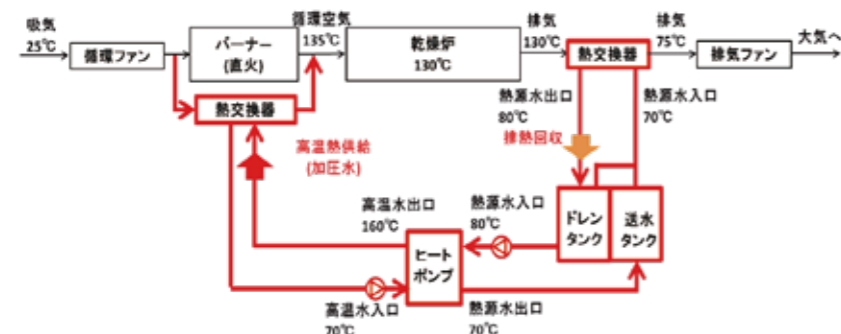 吸気
25℃
循環ファン
バーナー
(直火)
循環空気
135℃
乾燥炉
130℃
排気
130℃
熱交換器
排気
75℃
排気ファン
大気へ
熱交換器
高温熱供給
(加圧水)
熱源水出口
80℃
排熱回収
熱源水入口
70℃
高温水出口
160℃
熱源水入口
80℃
ドレン
タンク
送水
タンク
ヒート
ポンプ
高温水入口
70℃
熱源水出口
70℃